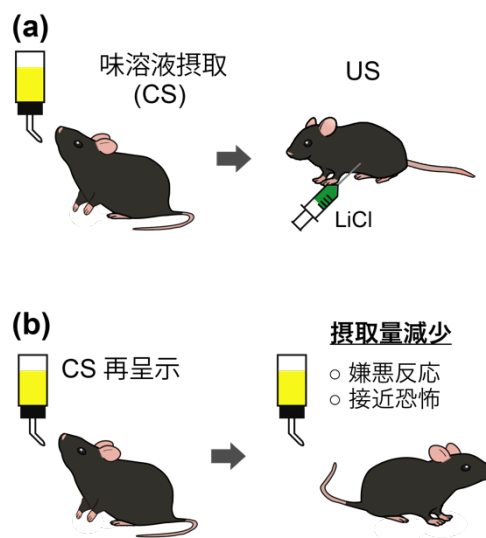 (a)
味溶液摂取
(CS)
US
LiCl
(b)
CS 再呈示
摂取量減少
○ 嫌悪反応
○ 接近恐怖